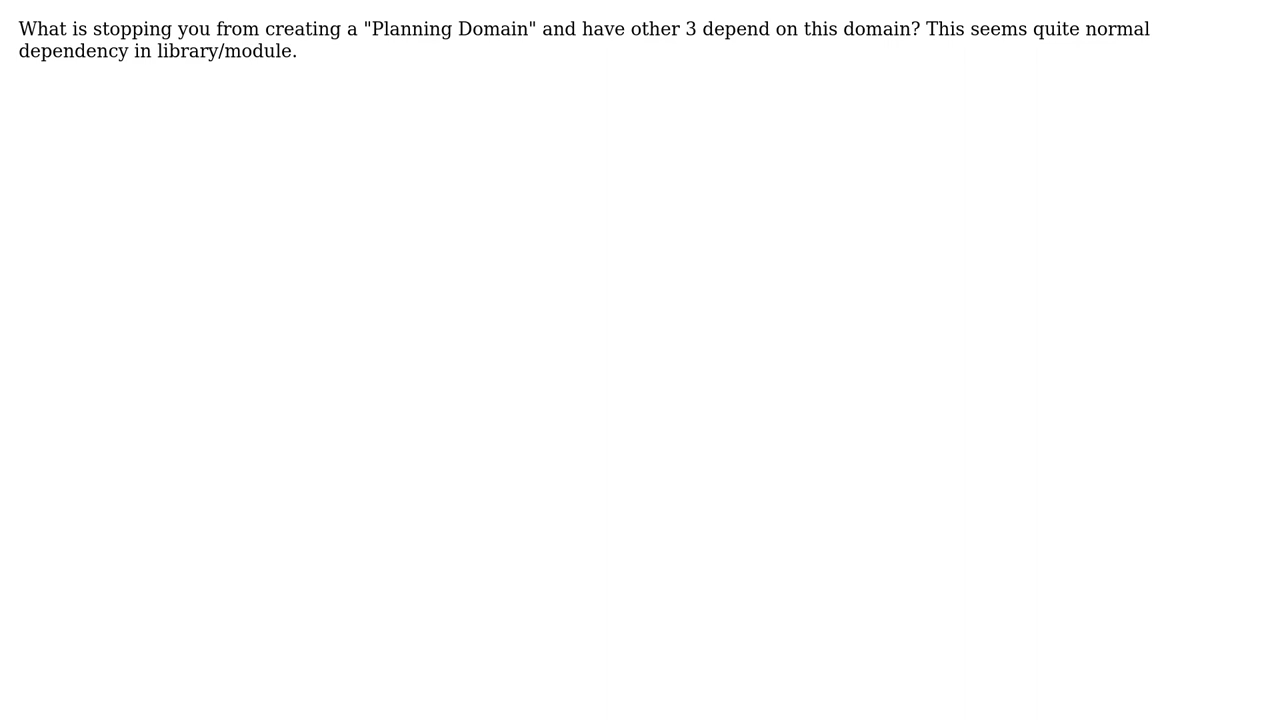 What is stopping you from creating a "Planning Domain" and have other 3 depend on this domain? This seems quite normal
dependency in library/module.